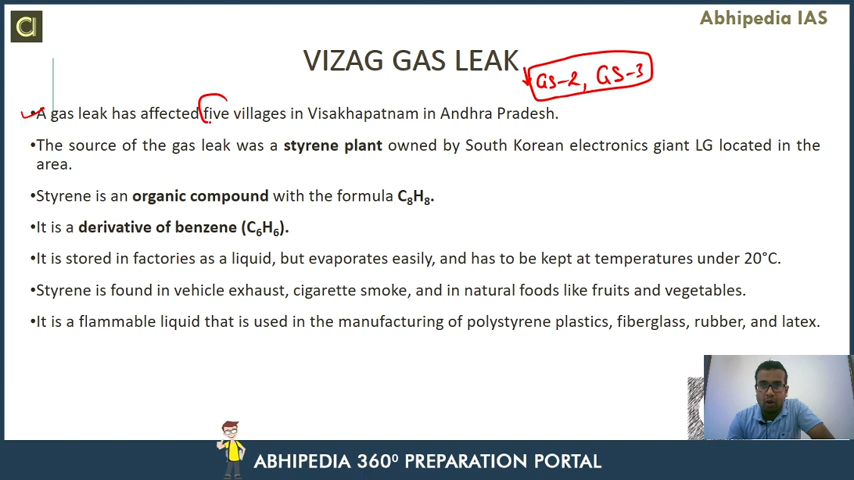 Abhipedia IAS
VIZAG GAS LEAK
GS-2, GS-3
•A gas leak has affected five villages in Visakhapatnam in Andhra Pradesh.
•The source of the gas leak was a styrene plant owned by South Korean electronics giant LG located in the
area.
•Styrene is an organic compound with the formula C₈H₈.
•It is a derivative of benzene (C₆H₆).
•It is stored in factories as a liquid, but evaporates easily, and has to be kept at temperatures under 20°C.
•Styrene is found in vehicle exhaust, cigarette smoke, and in natural foods like fruits and vegetables.
•It is a flammable liquid that is used in the manufacturing of polystyrene plastics, fiberglass, rubber, and latex.
ABHIPEDIA 360⁰ PREPARATION PORTAL